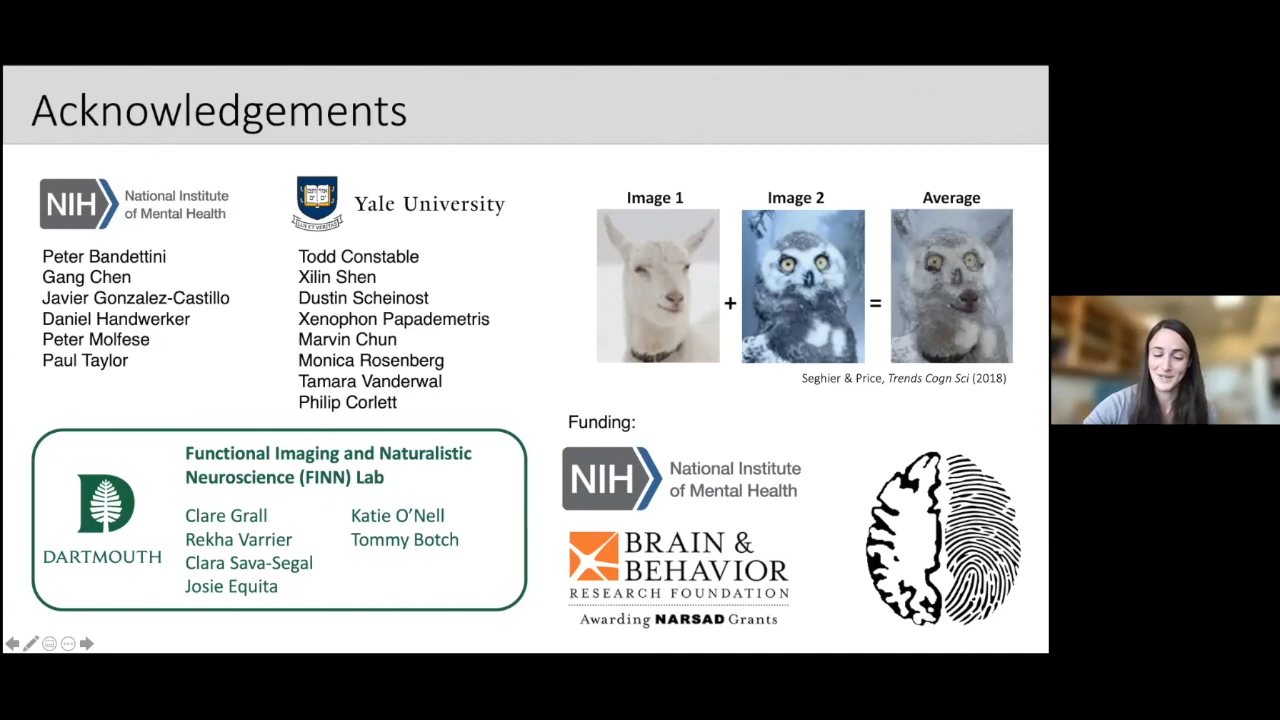 Acknowledgements
NIH
National Institute
of Mental Health
Peter Bandettini
Gang Chen
Javier Gonzalez-Castillo
Daniel Handwerker
Peter Molfese
Paul Taylor
Yale University
Todd Constable
Xilin Shen
Dustin Scheinost
Xenophon Papademetris
Marvin Chun
Monica Rosenberg
Tamara Vanderwal
Philip Corlett
Image 1
Image 2
Average
+
=
Seghier & Price, Trends Cogn Sci (2018)
DARTMOUTH
Functional Imaging and Naturalistic
Neuroscience (FINN) Lab
Clare Grall
Rekha Varrier
Clara Sava-Segal
Josie Equita
Katie O’Nell
Tommy Botch
Funding:
NIH
National Institute
of Mental Health
BRAIN &
BEHAVIOR
RESEARCH FOUNDATION
Awarding NARSAD Grants